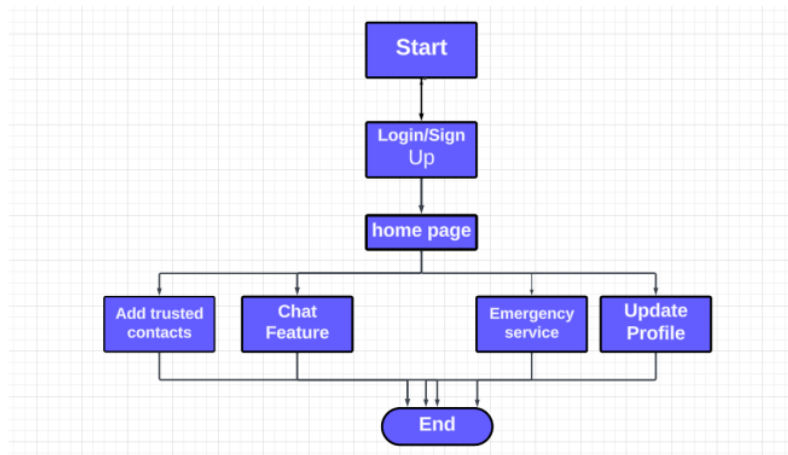 Start
Login/Sign
Up
home page
Add trusted
contacts
Chat
Feature
Emergency
service
Update
Profile
End